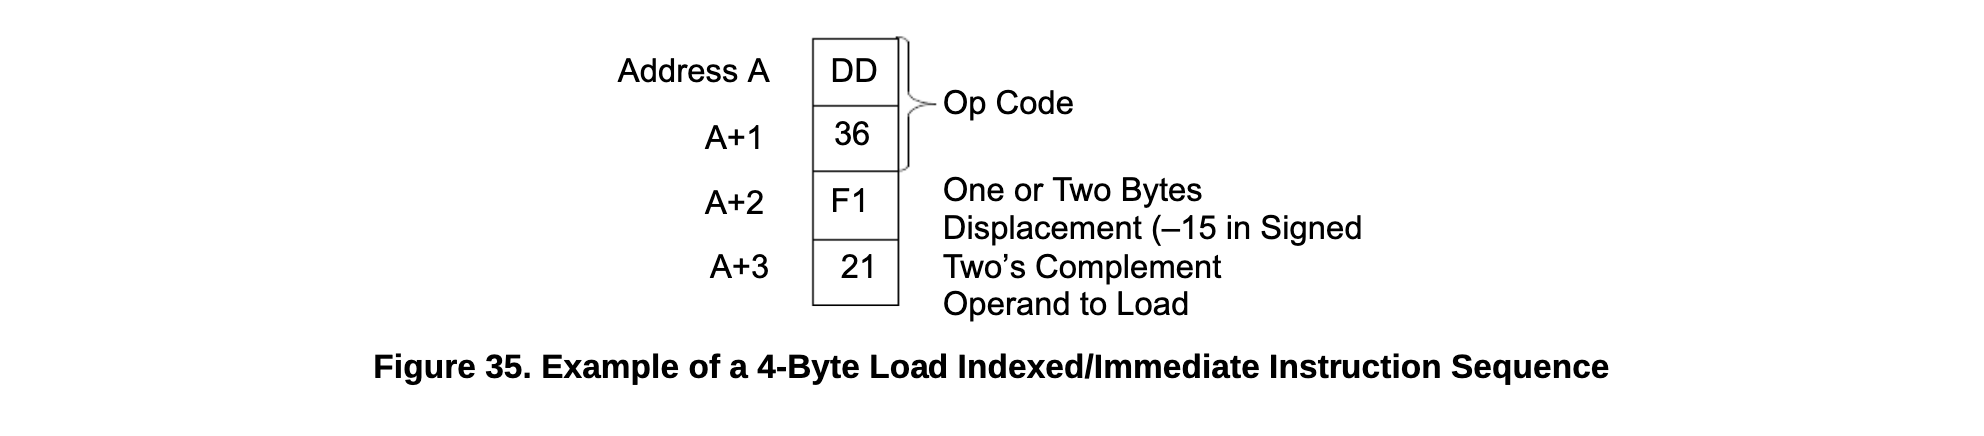 Address A DD
Op Code
A+1 36
A+2 F1 One or Two Bytes
Displacement (–15 in Signed
A+3 21 Two’s Complement
Operand to Load
Figure 35. Example of a 4-Byte Load Indexed/Immediate Instruction Sequence